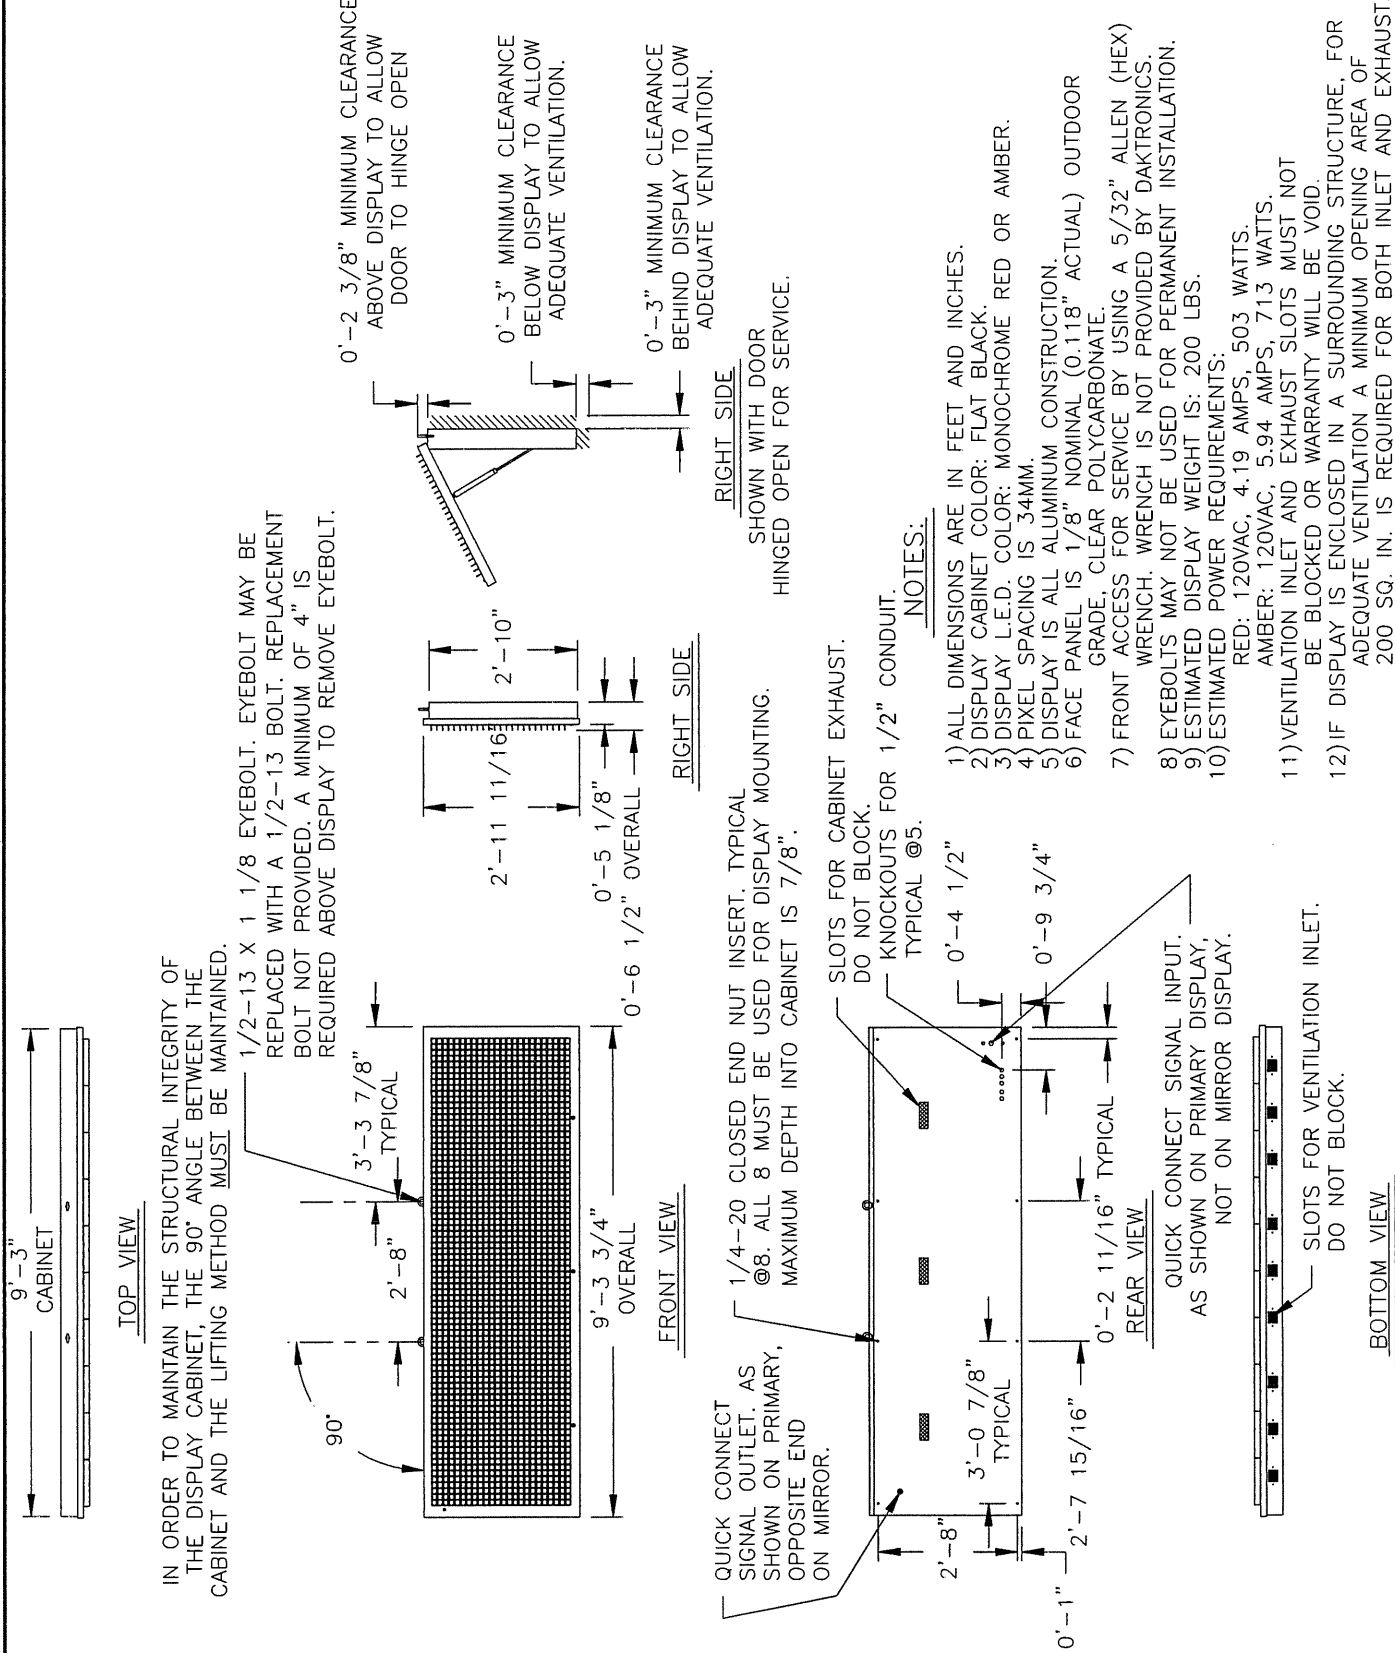 9'-3"
CABINET
TOP VIEW
IN ORDER TO MAINTAIN THE STRUCTURAL INTEGRITY OF
THE DISPLAY CABINET, THE 90° ANGLE BETWEEN THE
CABINET AND THE LIFTING METHOD MUST BE MAINTAINED.
1/2-13 X 1 1/8 EYEBOLT. EYEBOLT MAY BE
REPLACED WITH A 1/2-13 BOLT. REPLACEMENT
BOLT NOT PROVIDED. A MINIMUM OF 4" IS
REQUIRED ABOVE DISPLAY TO REMOVE EYEBOLT.
90°
2'-8"
3'-3 7/8"
TYPICAL
9'-3 3/4"
OVERALL
FRONT VIEW
2'-11 11/16"
2'-10"
0'-5 1/8"
0'-6 1/2" OVERALL
RIGHT SIDE
0'-2 3/8" MINIMUM CLEARANCE
ABOVE DISPLAY TO ALLOW
DOOR TO HINGE OPEN
0'-3" MINIMUM CLEARANCE
BELOW DISPLAY TO ALLOW
ADEQUATE VENTILATION.
0'-3" MINIMUM CLEARANCE
BEHIND DISPLAY TO ALLOW
ADEQUATE VENTILATION.
RIGHT SIDE
SHOWN WITH DOOR
HINGED OPEN FOR SERVICE.
QUICK CONNECT
SIGNAL OUTLET. AS
SHOWN ON PRIMARY,
OPPOSITE END
ON MIRROR.
1/4-20 CLOSED END NUT INSERT. TYPICAL
@8. ALL 8 MUST BE USED FOR DISPLAY MOUNTING.
MAXIMUM DEPTH INTO CABINET IS 7/8".
SLOTS FOR CABINET EXHAUST.
DO NOT BLOCK.
KNOCKOUTS FOR 1/2" CONDUIT.
TYPICAL @5.
0'-4 1/2"
0'-9 3/4"
2'-8"
0'-1"
3'-0 7/8"
TYPICAL
2'-7 15/16"
0'-2 11/16" TYPICAL
REAR VIEW
QUICK CONNECT SIGNAL INPUT.
AS SHOWN ON PRIMARY DISPLAY,
NOT ON MIRROR DISPLAY.
SLOTS FOR VENTILATION INLET.
DO NOT BLOCK.
BOTTOM VIEW
NOTES:
1) ALL DIMENSIONS ARE IN FEET AND INCHES.
2) DISPLAY CABINET COLOR: FLAT BLACK.
3) DISPLAY L.E.D. COLOR: MONOCHROME RED OR AMBER.
4) PIXEL SPACING IS 34MM.
5) DISPLAY IS ALL ALUMINUM CONSTRUCTION.
6) FACE PANEL IS 1/8" NOMINAL (0.118" ACTUAL) OUTDOOR
GRADE, CLEAR POLYCARBONATE.
7) FRONT ACCESS FOR SERVICE BY USING A 5/32" ALLEN (HEX)
WRENCH. WRENCH IS NOT PROVIDED BY DAKTRONICS.
8) EYEBOLTS MAY NOT BE USED FOR PERMANENT INSTALLATION.
9) ESTIMATED DISPLAY WEIGHT IS: 200 LBS.
10) ESTIMATED POWER REQUIREMENTS:
RED: 120VAC, 4.19 AMPS, 503 WATTS.
AMBER: 120VAC, 5.94 AMPS, 713 WATTS.
11) VENTILATION INLET AND EXHAUST SLOTS MUST NOT
BE BLOCKED OR WARRANTY WILL BE VOID.
12) IF DISPLAY IS ENCLOSED IN A SURROUNDING STRUCTURE, FOR
ADEQUATE VENTILATION A MINIMUM OPENING AREA OF
200 SQ. IN. IS REQUIRED FOR BOTH INLET AND EXHAUST.